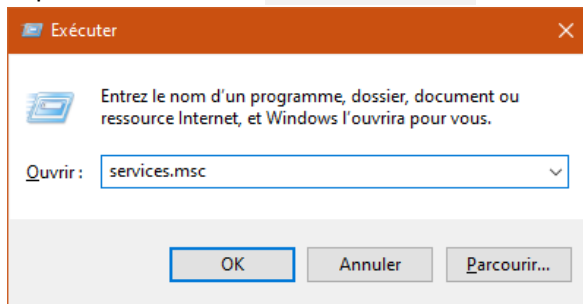 Exécuter
Entrez le nom d'un programme, dossier, document ou
ressource Internet, et Windows l'ouvrira pour vous.
Ouvrir : services.msc
OK Annuler Parcourir...